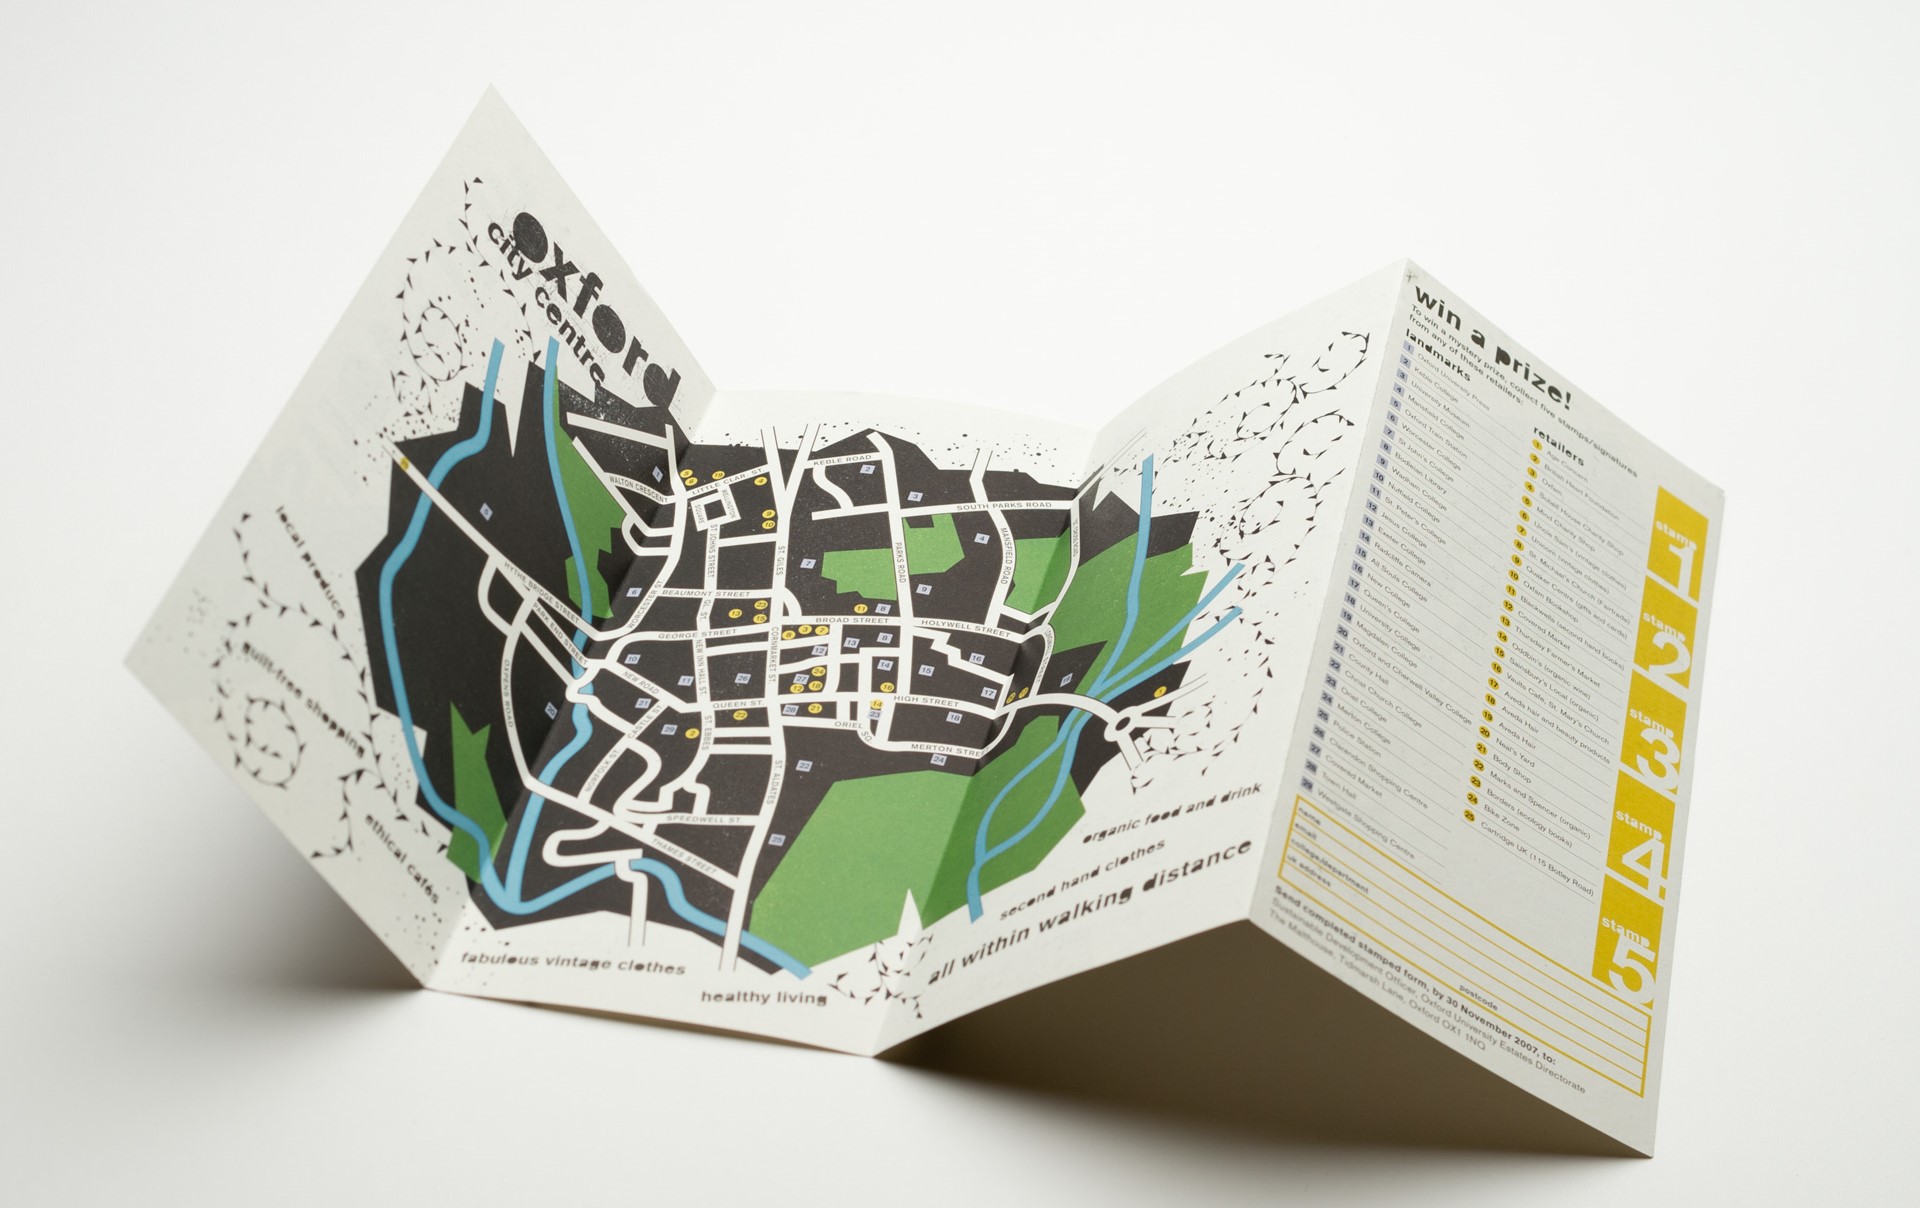 oxford
city centre
local produce
guilt-free shopping
ethical cafés
fabulous vintage clothes
healthy living
organic food and drink
second hand clothes
all within walking distance
WALTON CRESCENT
LITTLE CLAR. ST.
WELLINGTON
SQUARE
ST JOHNS STREET
ST. GILES
KEBLE ROAD
PARKS ROAD
SOUTH PARKS ROAD
MANSFIELD ROAD
HYTHE BRIDGE STREET
PARK END STREET
WORCESTER ST.
BEAUMONT STREET
GEORGE STREET
BROAD STREET
HOLYWELL STREET
NEW INN HALL ST.
CORNMARKET ST.
NEW ROAD
CASTLE ST.
QUEEN ST.
HIGH STREET
ORIEL SQ
MERTON STRE
OXPENS ROAD
NORFOLK ST.
ST. EBBES
ST. ALDATES
SPEEDWELL ST
THAMES STREET
win a prize!
To win a mystery prize, collect five stamps/signatures
from any of these retailers:
landmarks
1 Oxford University Press
2 Keble College
3 University Museum
4 Mansfield College
5 Oxford Train Station
6 Worcester College
7 St John's College
8 Bodleian Library
9 Wadham College
10 Nuffield College
11 St. Peter's College
12 Jesus College
13 Exeter College
14 Radcliffe Camera
15 All Souls College
16 New College
17 Queen's College
18 University College
19 Magdalen College
20 Oxford and Cherwell Valley College
21 County Hall
22 Christ Church College
23 Oriel College
24 Merton College
25 Police Station
26 Clarendon Shopping Centre
27 Covered Market
28 Town Hall
29 Westgate Shopping Centre
retailers
1 Age Concern
2 British Heart Foundation
3 Oxfam
4 Sobell House Charity Shop
5 Mind Charity Shop
6 Uncle Sam's (vintage clothes)
7 Unicorn (vintage clothes)
8 St. Michael's Church (Fairtrade)
9 Quaker Centre (gifts and cards)
10 Oxfam Bookshop
11 Blackwells (second hand books)
12 Covered Market
13 Thursday Farmer's Market
14 Oddbin's (organic wine)
15 Sainsbury's Local (organic)
16 Vaults Café, St. Mary's Church
17 Aveda hair and beauty products
18 Aveda Hair
19 Aveda Hair
20 Neal's Yard
21 Body Shop
22 Marks and Spencer (organic)
23 Borders (ecology books)
24 Bike Zone
25 Cartridge UK (115 Botley Road)
stamp 1
stamp 2
stamp 3
stamp 4
stamp 5
name
email
college/department
uk address
postcode
Send completed stamped form, by 30 November 2007, to:
Sustainable Development Officer, Oxford University Estates Directorate
The Malthouse, Tidmarsh Lane, Oxford OX1 1NQ